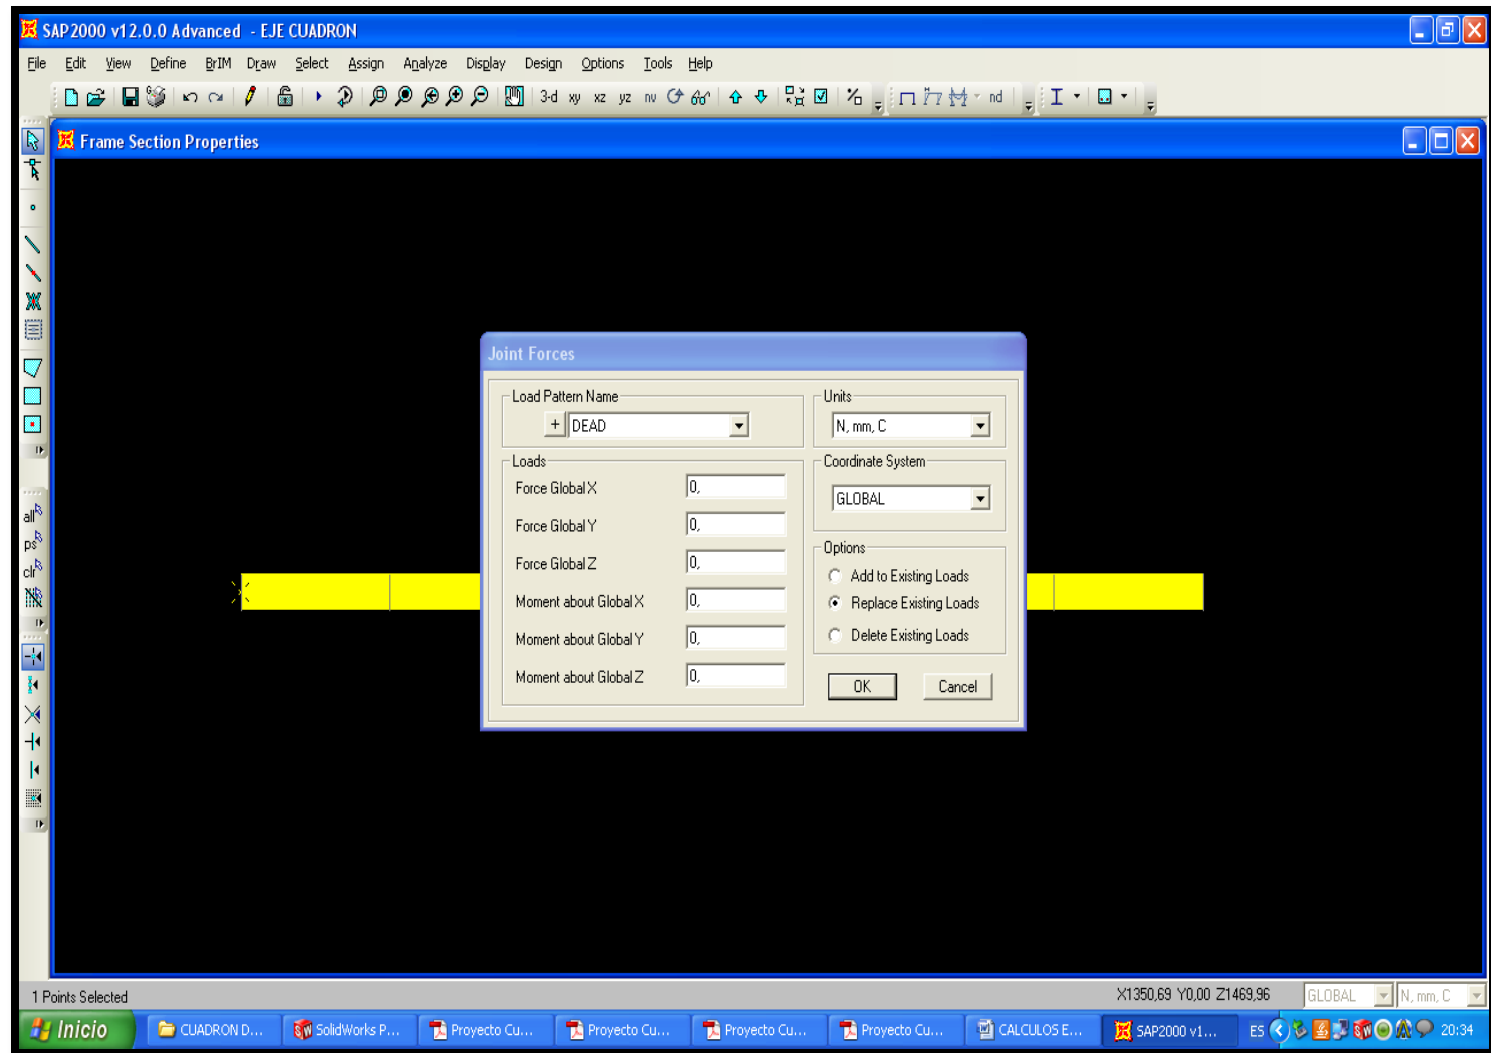 SAP2000 v12.0.0 Advanced - EJE CUADRON
File Edit View Define BrIM Draw Select Assign Analyze Display Design Options Tools Help
3-d xy xz yz nv nd
Frame Section Properties
all
ps
clr
Joint Forces
Load Pattern Name
+ DEAD
Units
N, mm, C
Loads
Force Global X 0,
Force Global Y 0,
Force Global Z 0,
Moment about Global X 0,
Moment about Global Y 0,
Moment about Global Z 0,
Coordinate System
GLOBAL
Options
Add to Existing Loads
Replace Existing Loads
Delete Existing Loads
OK Cancel
1 Points Selected X1350,69 Y0,00 Z1469,96 GLOBAL N, mm, C
Inicio CUADRON D... SolidWorks P... Proyecto Cu... Proyecto Cu... Proyecto Cu... Proyecto Cu... CALCULOS E... SAP2000 v1... ES 20:34